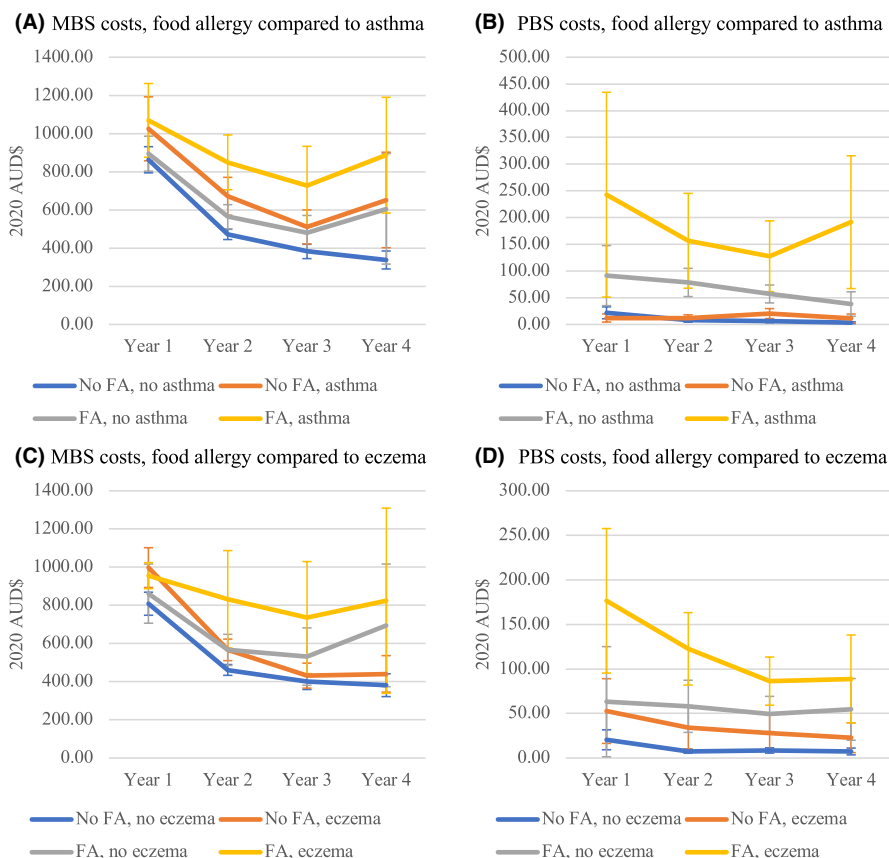 (A) MBS costs, food allergy compared to asthma
1400.00
1200.00
1000.00
800.00
600.00
400.00
200.00
0.00
2020 AUD$
Year 1 Year 2 Year 3 Year 4
No FA, no asthma No FA, asthma
FA, no asthma FA, asthma
(B) PBS costs, food allergy compared to asthma
500.00
450.00
400.00
350.00
300.00
250.00
200.00
150.00
100.00
50.00
0.00
2020 AUD$
Year 1 Year 2 Year 3 Year 4
No FA, no asthma No FA, asthma
FA, no asthma FA, asthma
(C) MBS costs, food allergy compared to eczema
1400.00
1200.00
1000.00
800.00
600.00
400.00
200.00
0.00
2020 AUD$
Year 1 Year 2 Year 3 Year 4
No FA, no eczema No FA, eczema
FA, no eczema FA, eczema
(D) PBS costs, food allergy compared to eczema
300.00
250.00
200.00
150.00
100.00
50.00
0.00
2020 AUD$
Year 1 Year 2 Year 3 Year 4
No FA, no eczema No FA, eczema
FA, no eczema FA, eczema